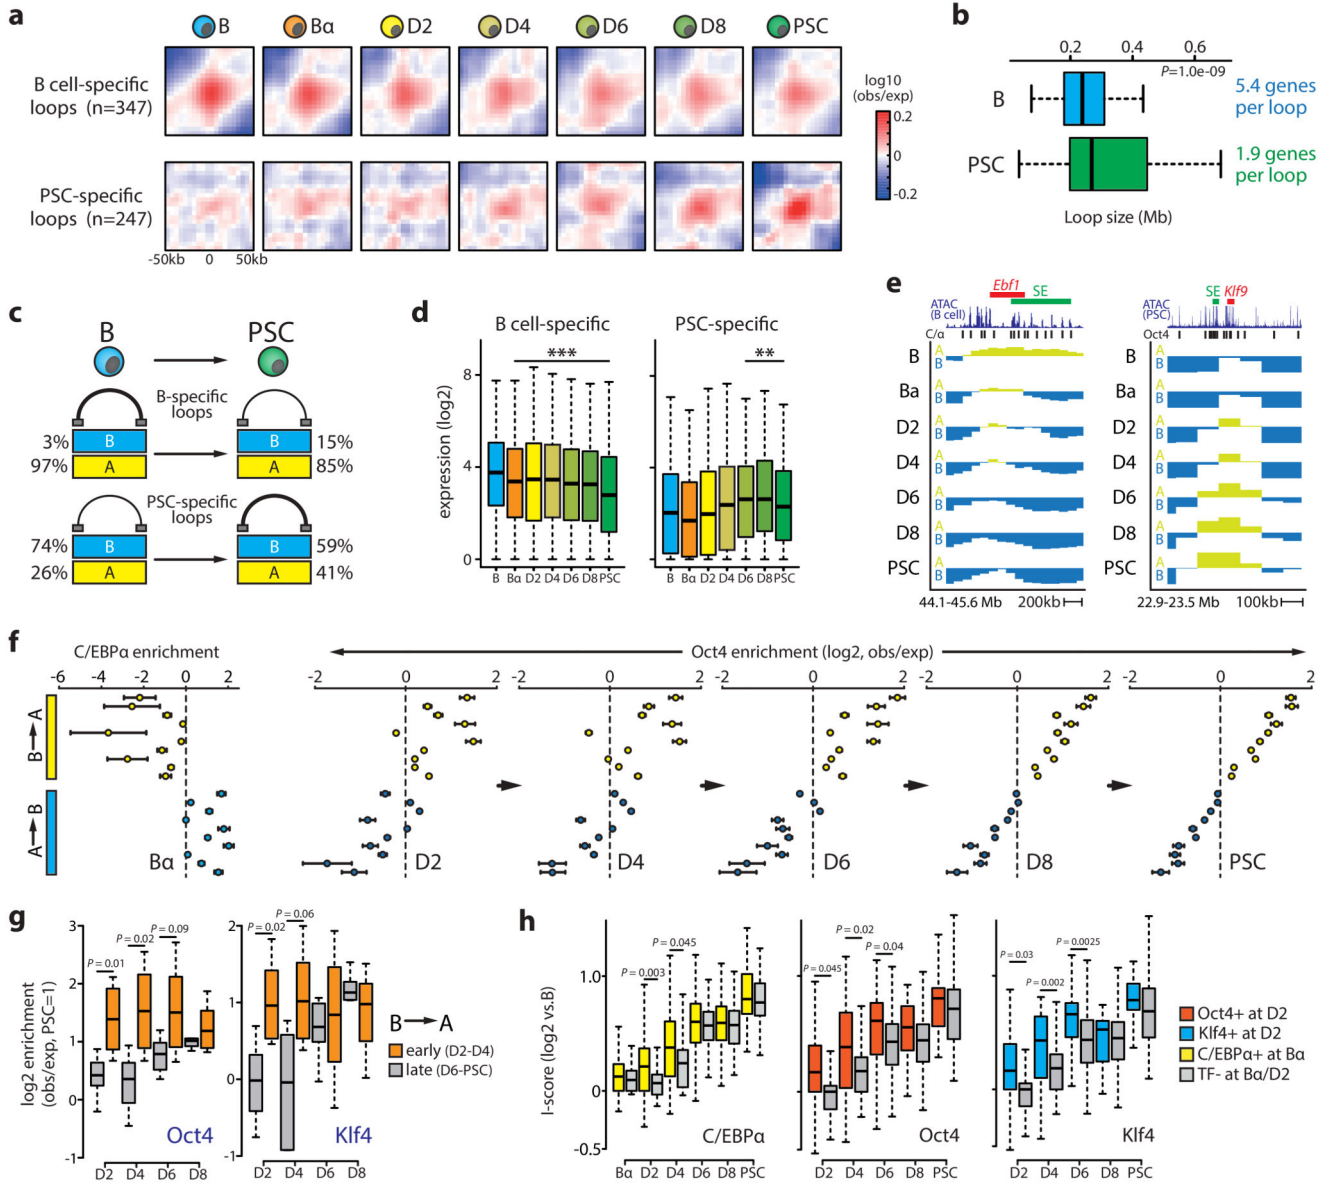 a
B Bα D2 D4 D6 D8 PSC
B cell-specific
loops (n=347)
PSC-specific
loops (n=247)
-50kb 0 50kb
log10
(obs/exp)
0.2
0
-0.2
b
0.2 0.4 0.6
P=1.0e-09
B
5.4 genes
per loop
PSC
1.9 genes
per loop
Loop size (Mb)
c
B PSC
B-specific
loops
3% B B 15%
97% A A 85%
PSC-specific
loops
74% B B 59%
26% A A 41%
d
B cell-specific PSC-specific
*** **
expression (log2)
8
4
0
B Bα D2 D4 D6 D8 PSC B Bα D2 D4 D6 D8 PSC
e
Ebf1 SE SE Klf9
ATAC
(B cell)
ATAC
(PSC)
C/α Oct4
B A B B A B
Ba A B Ba A B
D2 A B D2 A B
D4 A B D4 A B
D6 A B D6 A B
D8 A B D8 A B
PSC A B PSC A B
44.1-45.6 Mb 200kb 22.9-23.5 Mb 100kb
f
C/EBPα enrichment Oct4 enrichment (log2, obs/exp)
-6 -4 -2 0 2 -2 0 2 -2 0 2 -2 0 2 -2 0 2 -2 0 2
B A
A B
Bα D2 D4 D6 D8 PSC
g
log2 enrichment
(obs/exp, PSC=1)
3
2
1
0
-1
P = 0.01 P = 0.02 P = 0.09
Oct4
D2 D4 D6 D8
2
1
0
-1
P = 0.02 P = 0.06
Klf4
D2 D4 D6 D8
B A
early (D2-D4)
late (D6-PSC)
h
I-score (log2 vs.B)
1.0
0
-0.5
P = 0.003 P = 0.045
C/EBPα
Bα D2 D4 D6 D8 PSC
P = 0.045 P = 0.02 P = 0.04
Oct4
D2 D4 D6 D8 PSC
P = 0.03 P = 0.002 P = 0.0025
Klf4
D2 D4 D6 D8 PSC
Oct4+ at D2
Klf4+ at D2
C/EBPα+ at Bα
TF- at Bα/D2